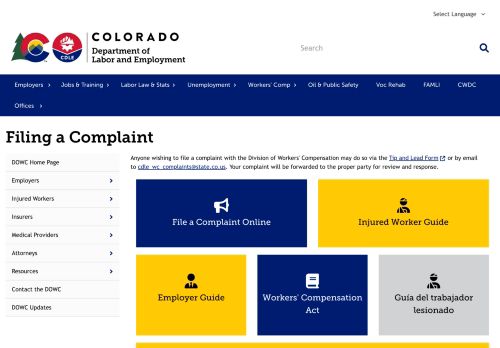 Select Language
COLORADO
Department of
Labor and Employment
CDLE
Search
Employers
Jobs & Training
Labor Law & Stats
Unemployment
Workers' Comp
Oil & Public Safety
Voc Rehab
FAMLI
CWDC
Offices
Filing a Complaint
DOWC Home Page
Employers
Injured Workers
Insurers
Medical Providers
Attorneys
Resources
Contact the DOWC
DOWC Updates
Anyone wishing to file a complaint with the Division of Workers' Compensation may do so via the Tip and Lead Form or by email
to cdle_wc_complaints@state.co.us. Your complaint will be forwarded to the proper party for review and response.
File a Complaint Online
Injured Worker Guide
Employer Guide
Workers' Compensation
Act
Guía del trabajador
lesionado